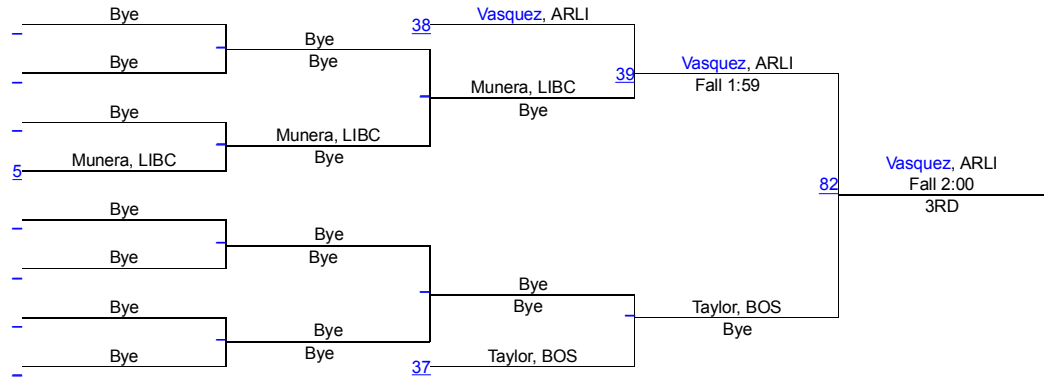 Bye
Bye
Bye
Bye
Bye
Munera, LIBC
5
Munera, LIBC
Bye
38
Vasquez, ARLI
Munera, LIBC
Bye
39
Vasquez, ARLI
Fall 1:59
Bye
Bye
Bye
Bye
Bye
Bye
Bye
Bye
Bye
Bye
37
Taylor, BOS
Taylor, BOS
Bye
82
Vasquez, ARLI
Fall 2:00
3RD